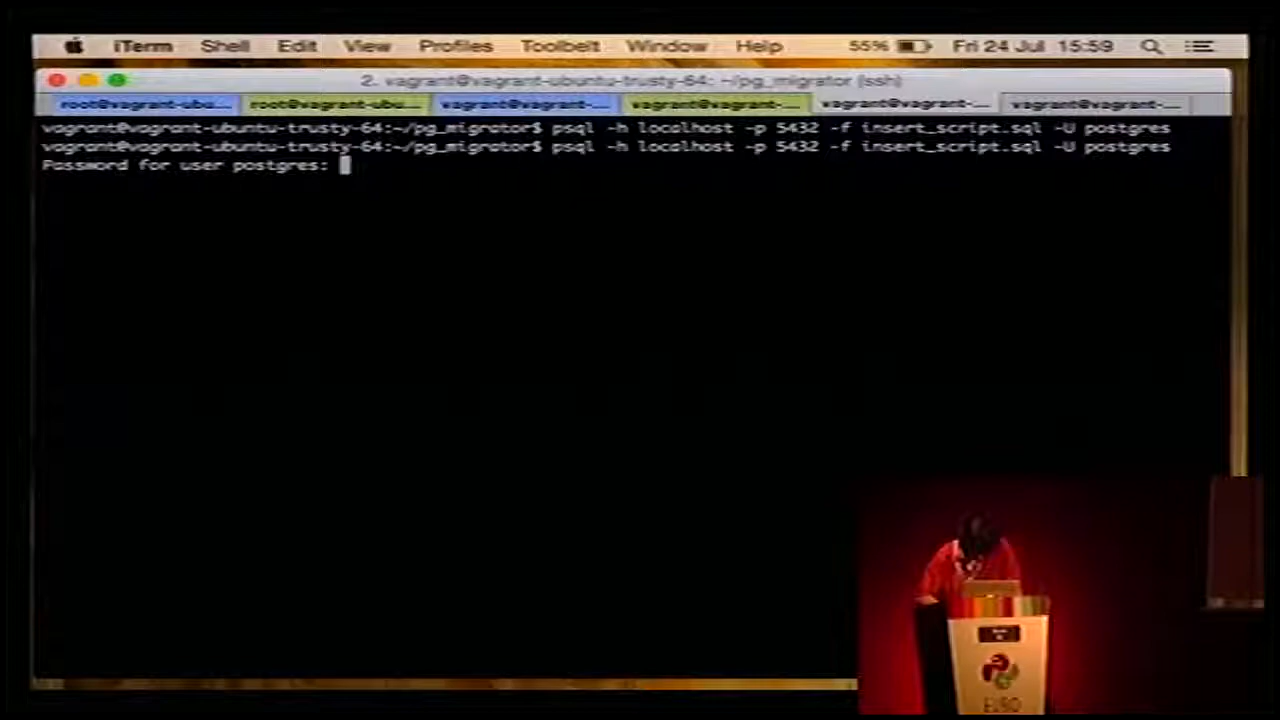 iTerm Shell Edit View Profiles Toolbelt Window Help 55% Fri 24 Jul 15:59
2. vagrant@vagrant-ubuntu-trusty-64: ~/pg_migrator (ssh)
root@vagrant-ubu... root@vagrant-ubu... vagrant@vagrant-... vagrant@vagrant-... vagrant@vagrant-... vagrant@vagrant-...
vagrant@vagrant-ubuntu-trusty-64:~/pg_migrator$ psql -h localhost -p 5432 -f insert_script.sql -U postgres
vagrant@vagrant-ubuntu-trusty-64:~/pg_migrator$ psql -h localhost -p 5432 -f insert_script.sql -U postgres
Password for user postgres:
EURO